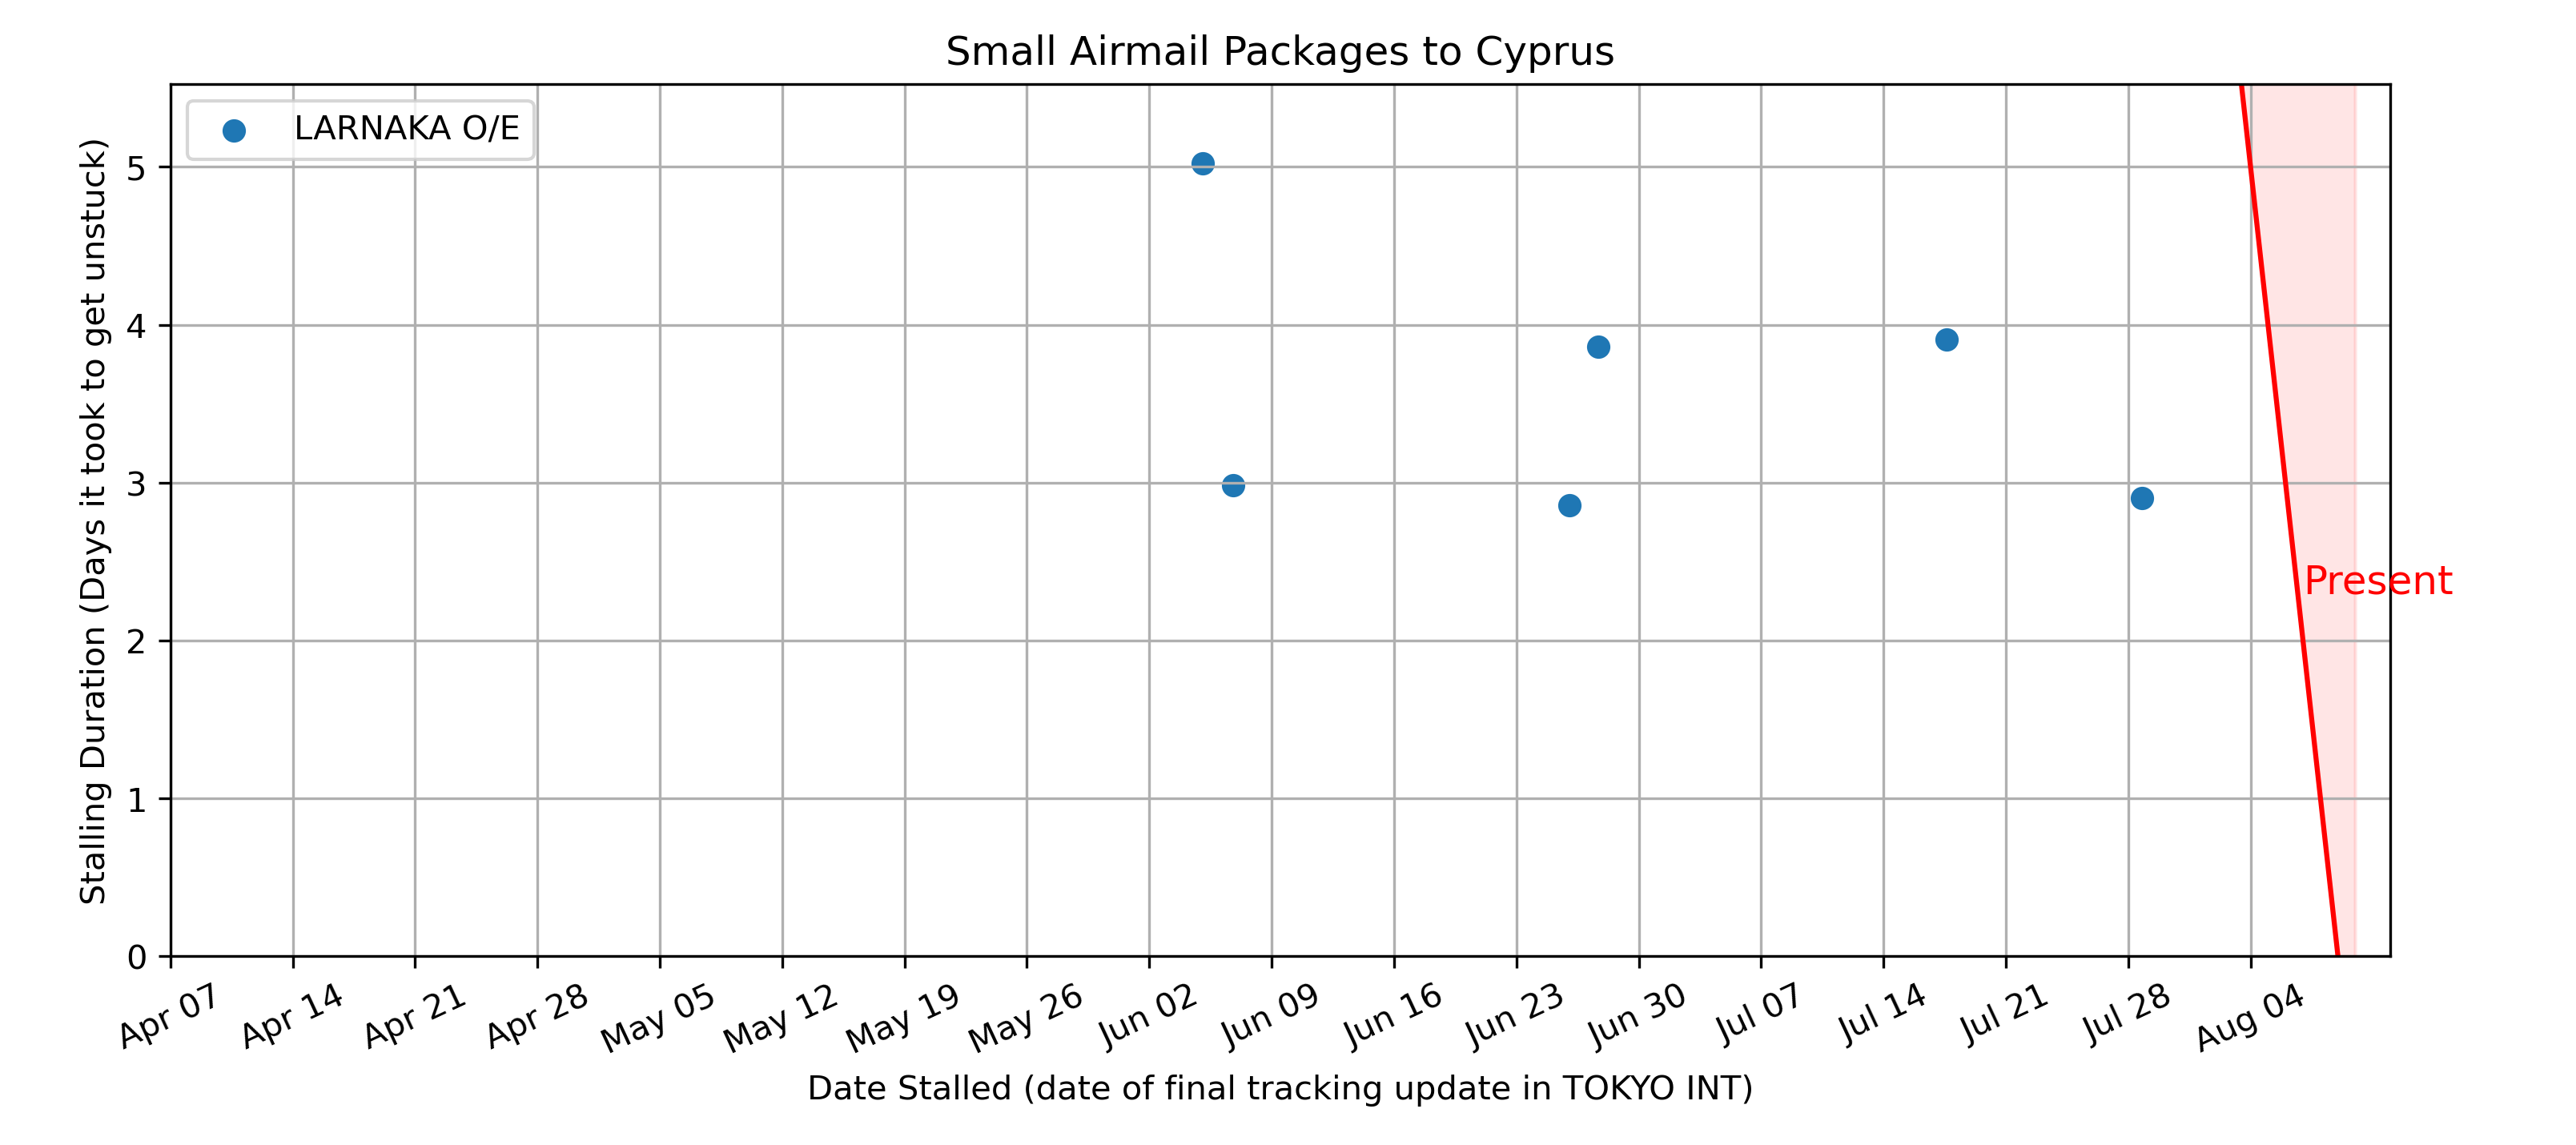 Small Airmail Packages to Cyprus
LARNAKA O/E
Stalling Duration (Days it took to get unstuck)
5
4
3
2
1
0
Present
Apr 07
Apr 14
Apr 21
Apr 28
May 05
May 12
May 19
May 26
Jun 02
Jun 09
Jun 16
Jun 23
Jun 30
Jul 07
Jul 14
Jul 21
Jul 28
Aug 04
Date Stalled (date of final tracking update in TOKYO INT)